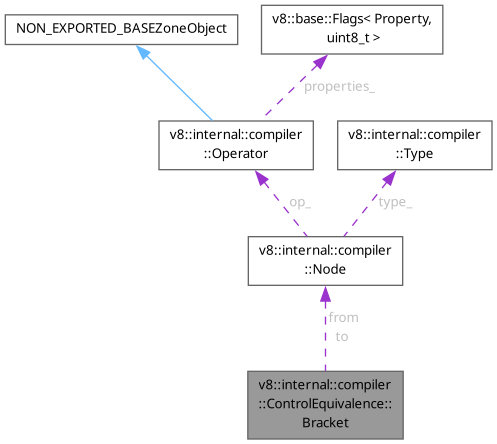 NON_EXPORTED_BASEZoneObject
v8::base::Flags< Property,
uint8_t >
properties_
v8::internal::compiler
::Operator
v8::internal::compiler
::Type
op_
type_
v8::internal::compiler
::Node
from
to
v8::internal::compiler
::ControlEquivalence::
Bracket